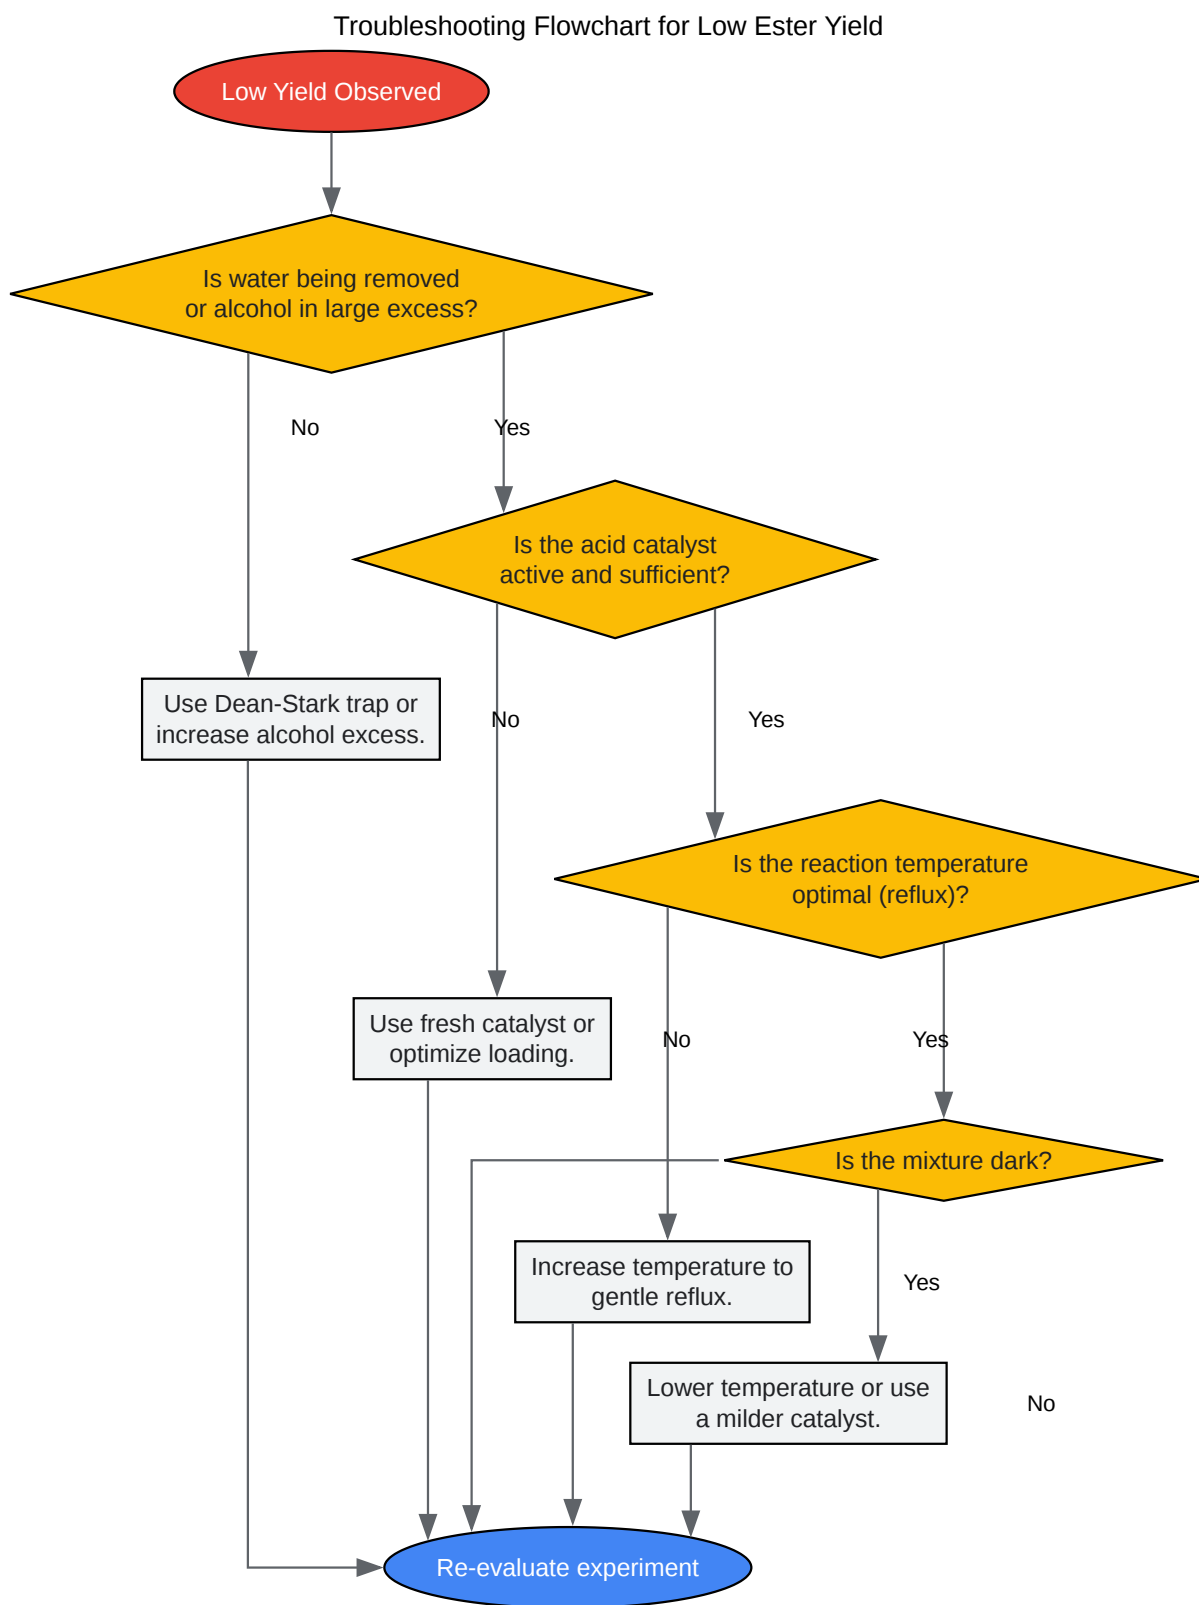 Troubleshooting Flowchart for Low Ester Yield
Low Yield Observed
Is water being removed
or alcohol in large excess?
No
Yes
Is the acid catalyst
active and sufficient?
Use Dean-Stark trap or
increase alcohol excess.
No
Yes
Is the reaction temperature
optimal (reflux)?
Use fresh catalyst or
optimize loading.
No
Yes
Is the mixture dark?
Increase temperature to
gentle reflux.
Yes
Lower temperature or use
a milder catalyst.
No
Re-evaluate experiment